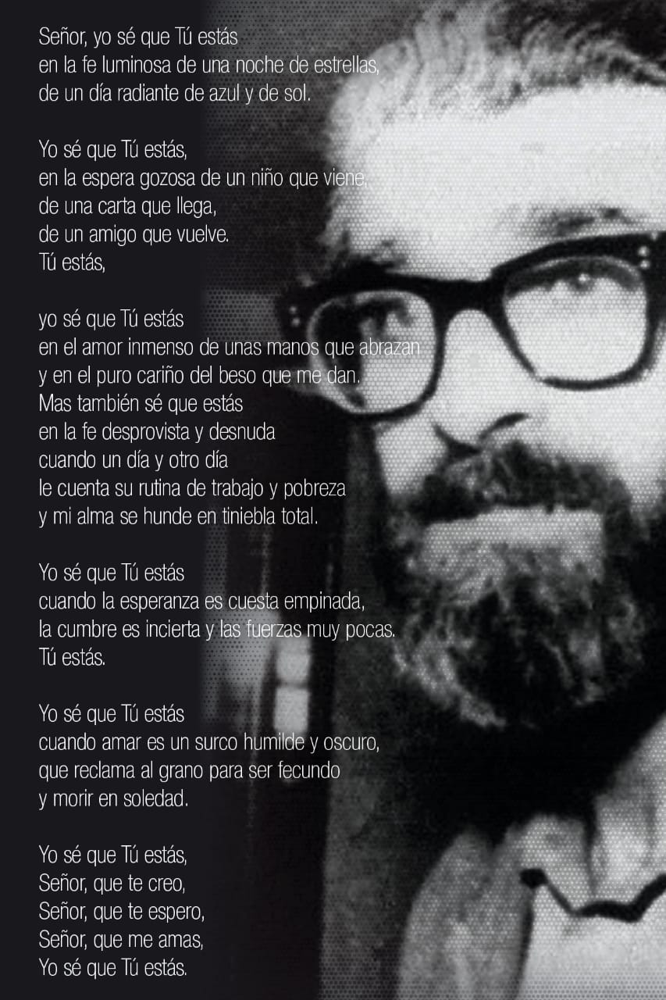 Señor, yo sé que Tú estás
en la fe luminosa de una noche de estrellas,
de un día radiante de azul y de sol.
Yo sé que Tú estás,
en la espera gozosa de un niño que viene,
de una carta que llega,
de un amigo que vuelve.
Tú estás,
yo sé que Tú estás
en el amor inmenso de unas manos que abrazan
y en el puro cariño del beso que me dan.
Mas también sé que estás
en la fe desprovista y desnuda
cuando un día y otro día
le cuenta su rutina de trabajo y pobreza
y mi alma se hunde en tiniebla total.
Yo sé que Tú estás
cuando la esperanza es cuesta empinada,
la cumbre es incierta y las fuerzas muy pocas.
Tú estás.
Yo sé que Tú estás
cuando amar es un surco humilde y oscuro,
que reclama al grano para ser fecundo
y morir en soledad.
Yo sé que Tú estás,
Señor, que te creo,
Señor, que te espero,
Señor, que me amas,
Yo sé que Tú estás.